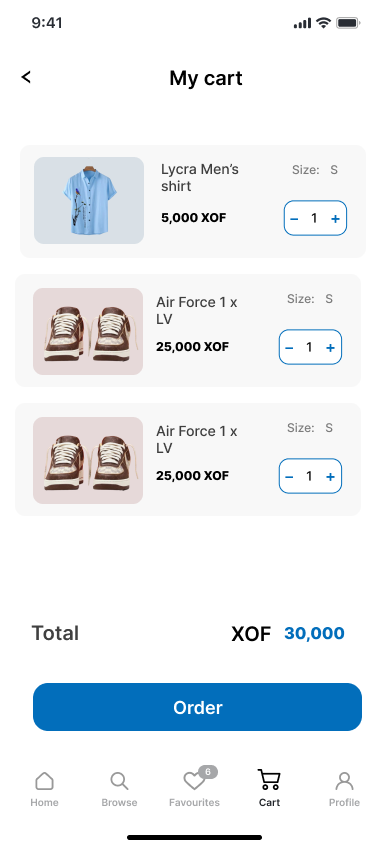 9:41
<
My cart
Lycra Men's
shirt
Size: S
5,000 XOF
− 1 +
Air Force 1 x
LV
Size: S
25,000 XOF
− 1 +
Air Force 1 x
LV
Size: S
25,000 XOF
− 1 +
Total XOF 30,000
Order
6
Home Browse Favourites Cart Profile